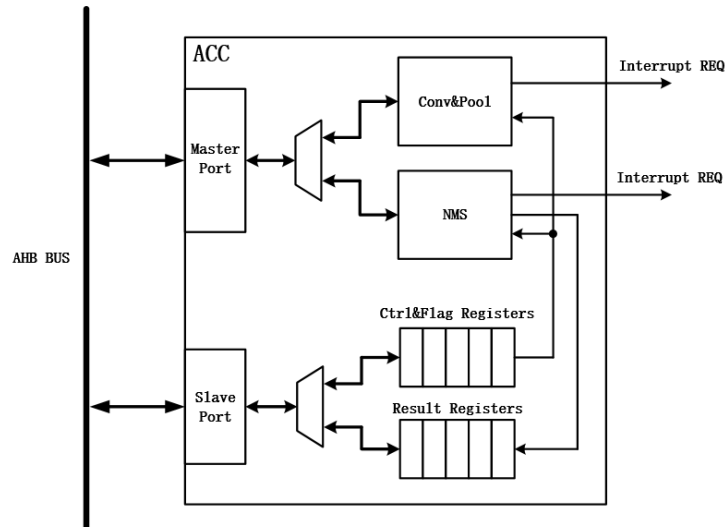 ACC
Interrupt REQ
Conv&Pool
Master
Port
Interrupt REQ
NMS
AHB BUS
Ctrl&Flag Registers
Slave
Port
Result Registers